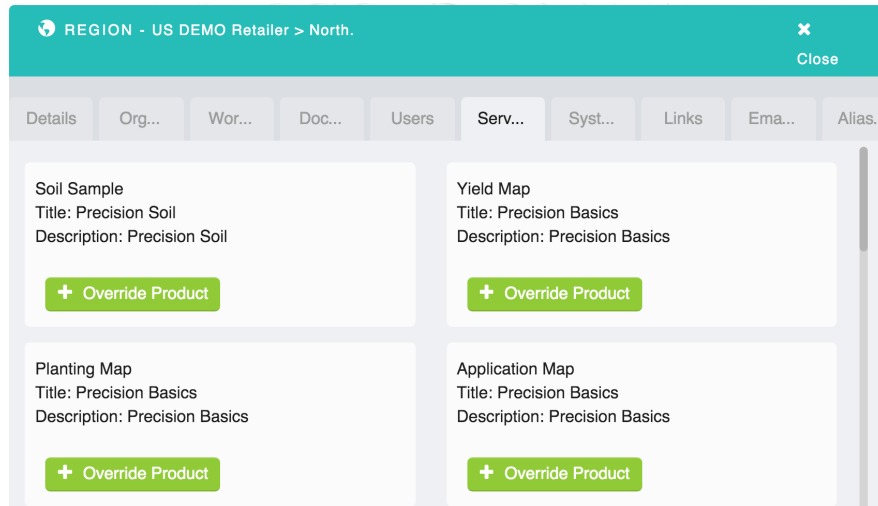 REGION - US DEMO Retailer > North.
Close
Details Org... Wor... Doc... Users Serv... Syst... Links Ema... Alias.
Soil Sample
Title: Precision Soil
Description: Precision Soil
Override Product
Yield Map
Title: Precision Basics
Description: Precision Basics
Override Product
Planting Map
Title: Precision Basics
Description: Precision Basics
Override Product
Application Map
Title: Precision Basics
Description: Precision Basics
Override Product